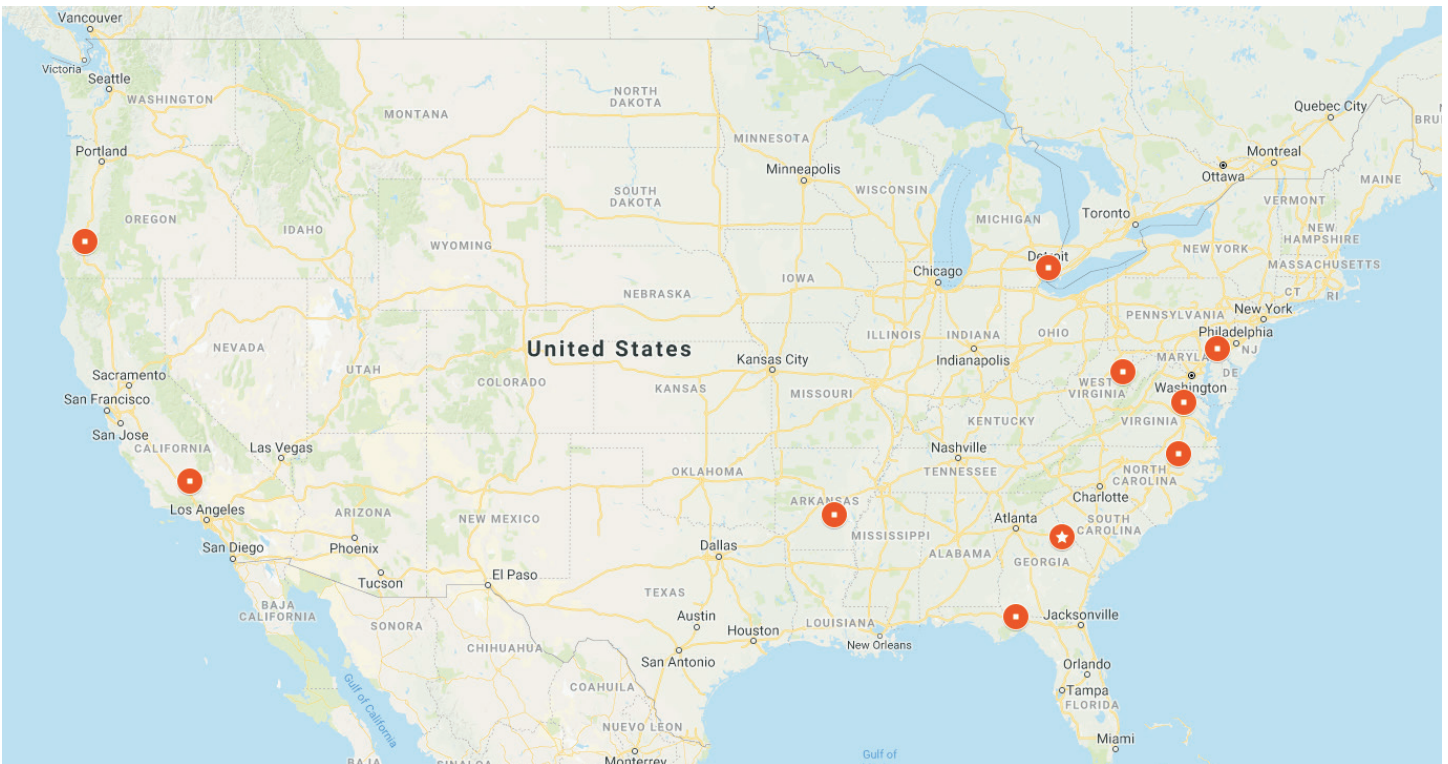 Vancouver
Victoria
Seattle
WASHINGTON
MONTANA
NORTH
DAKOTA
MINNESOTA
Quebec City
Portland
Minneapolis
WISCONSIN
Montreal
Ottawa
MAINE
OREGON
IDAHO
SOUTH
DAKOTA
WYOMING
MICHIGAN
Toronto
VERMONT
NEW
HAMPSHIRE
NEW YORK
MASSACHUSETTS
Detroit
Chicago
IOWA
NEBRASKA
CT
RI
PENNSYLVANIA
New York
Philadelphia
NJ
ILLINOIS
INDIANA
OHIO
Indianapolis
NEVADA
UTAH
United States
Kansas City
MARYLA
DE
Washington
Sacramento
San Francisco
San Jose
CALIFORNIA
COLORADO
KANSAS
MISSOURI
WEST
VIRGINIA
VIRGINIA
KENTUCKY
Las Vegas
Nashville
TENNESSEE
OKLAHOMA
NORTH
CAROLINA
Charlotte
Los Angeles
ARIZONA
NEW MEXICO
ARKANSAS
Atlanta
SOUTH
CAROLINA
MISSISSIPPI
San Diego
Phoenix
Dallas
ALABAMA
GEORGIA
Tucson
El Paso
TEXAS
BAJA
CALIFORNIA
SONORA
CHIHUAHUA
Austin
Houston
LOUISIANA
New Orleans
Jacksonville
San Antonio
COAHUILA
Orlando
Tampa
FLORIDA
Gulf of California
NUEVO LEON
Miami
Gulf of
Monterrey
BAJA
SINALOA